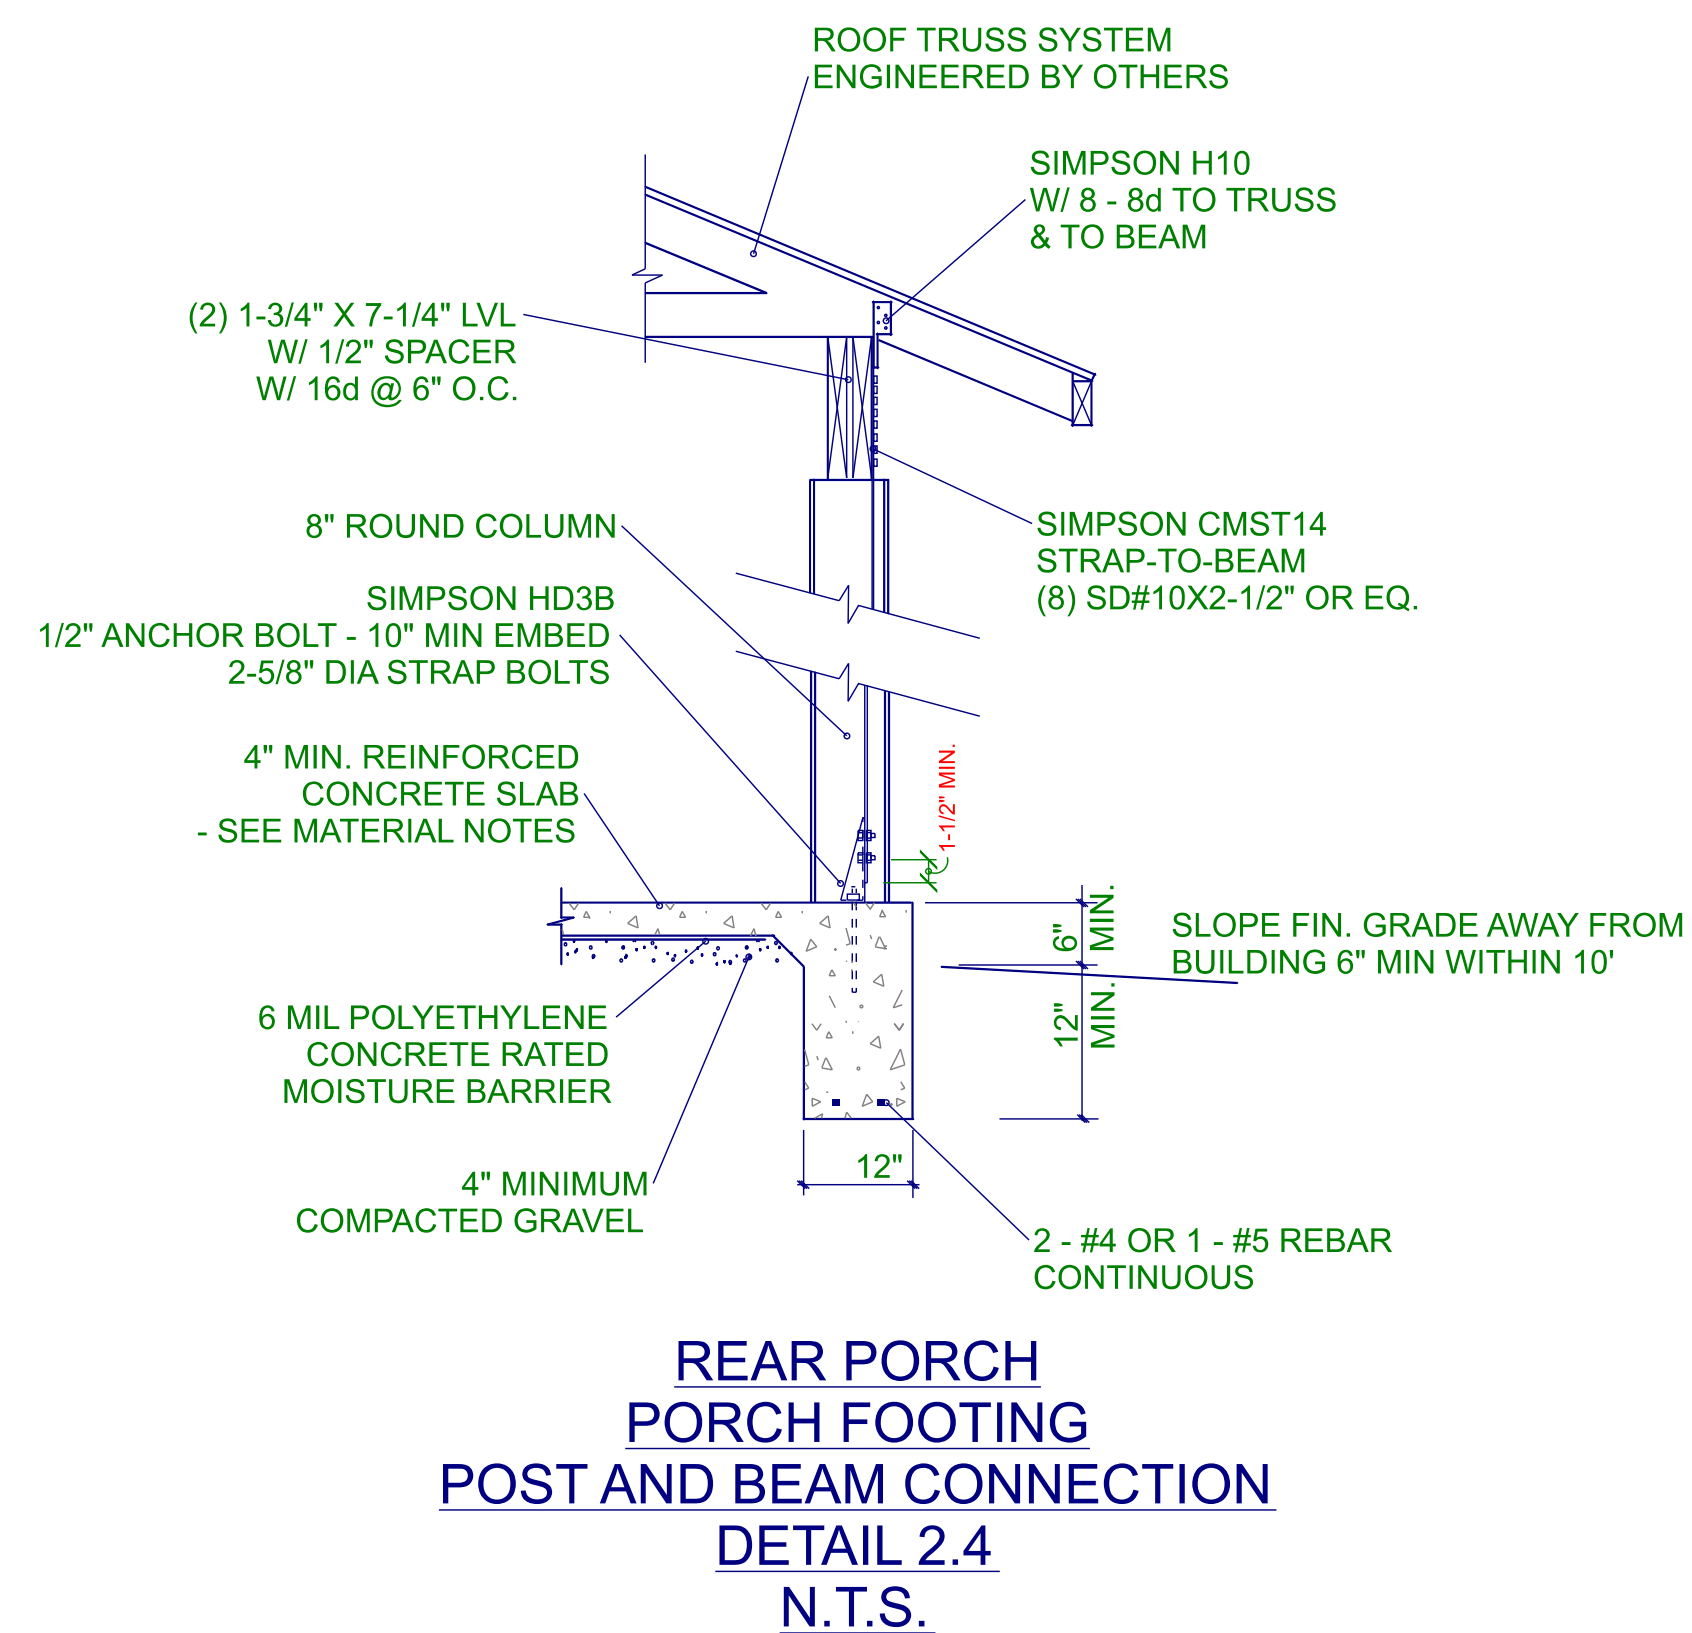 ROOF TRUSS SYSTEM
ENGINEERED BY OTHERS
SIMPSON H10
W/ 8 - 8d TO TRUSS
& TO BEAM
(2) 1-3/4" X 7-1/4" LVL
W/ 1/2" SPACER
W/ 16d @ 6" O.C.
8" ROUND COLUMN
SIMPSON CMST14
STRAP-TO-BEAM
(8) SD#10X2-1/2" OR EQ.
SIMPSON HD3B
1/2" ANCHOR BOLT - 10" MIN EMBED
2-5/8" DIA STRAP BOLTS
4" MIN. REINFORCED
CONCRETE SLAB
- SEE MATERIAL NOTES
1-1/2" MIN.
6"
MIN.
SLOPE FIN. GRADE AWAY FROM
BUILDING 6" MIN WITHIN 10'
12"
MIN.
6 MIL POLYETHYLENE
CONCRETE RATED
MOISTURE BARRIER
12"
4" MINIMUM
COMPACTED GRAVEL
2 - #4 OR 1 - #5 REBAR
CONTINUOUS
REAR PORCH
PORCH FOOTING
POST AND BEAM CONNECTION
DETAIL 2.4
N.T.S.